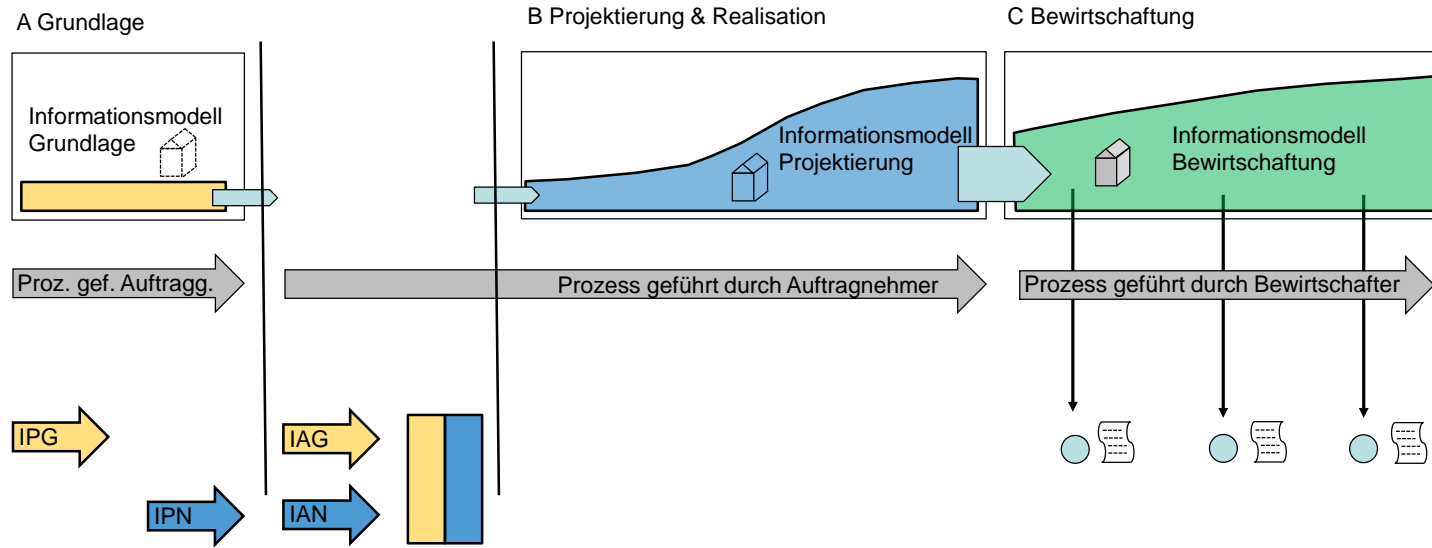 A Grundlage
B Projektierung & Realisation
C Bewirtschaftung
Informationsmodell
Grundlage
Informationsmodell
Projektierung
Informationsmodell
Bewirtschaftung
Proz. gef. Auftragg.
Prozess geführt durch Auftragnehmer
Prozess geführt durch Bewirtschafter
IPG
IAG
IPN
IAN